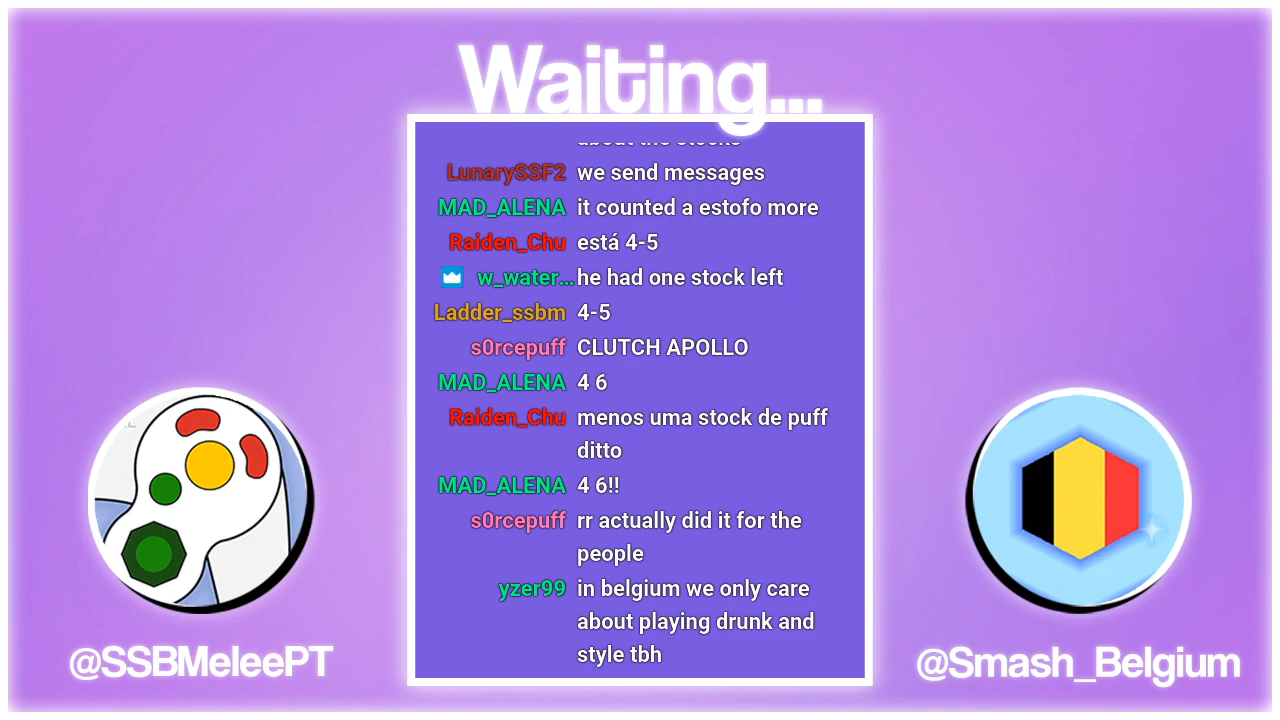 Waiting...
about the stocks
LunarySSF2 we send messages
MAD_ALENA it counted a estofo more
Raiden_Chu está 4-5
w_water... he had one stock left
Ladder_ssbm 4-5
s0rcepuff CLUTCH APOLLO
MAD_ALENA 4 6
Raiden_Chu menos uma stock de puff
ditto
MAD_ALENA 4 6!!
s0rcepuff rr actually did it for the
people
yzer99 in belgium we only care
about playing drunk and
style tbh
@SSBMeleePT
@Smash_Belgium